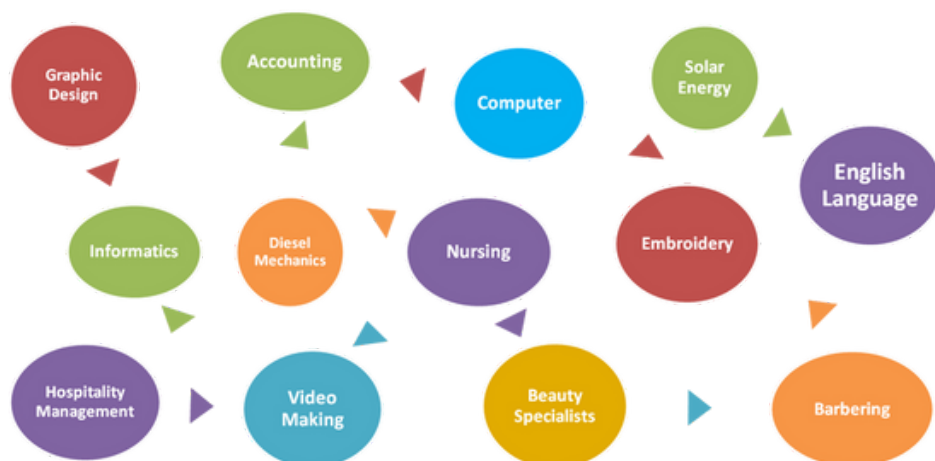 Graphic
Design
Accounting
Computer
Solar
Energy
English
Language
Informatics
Diesel
Mechanics
Nursing
Embroidery
Hospitality
Management
Video
Making
Beauty
Specialists
Barbering